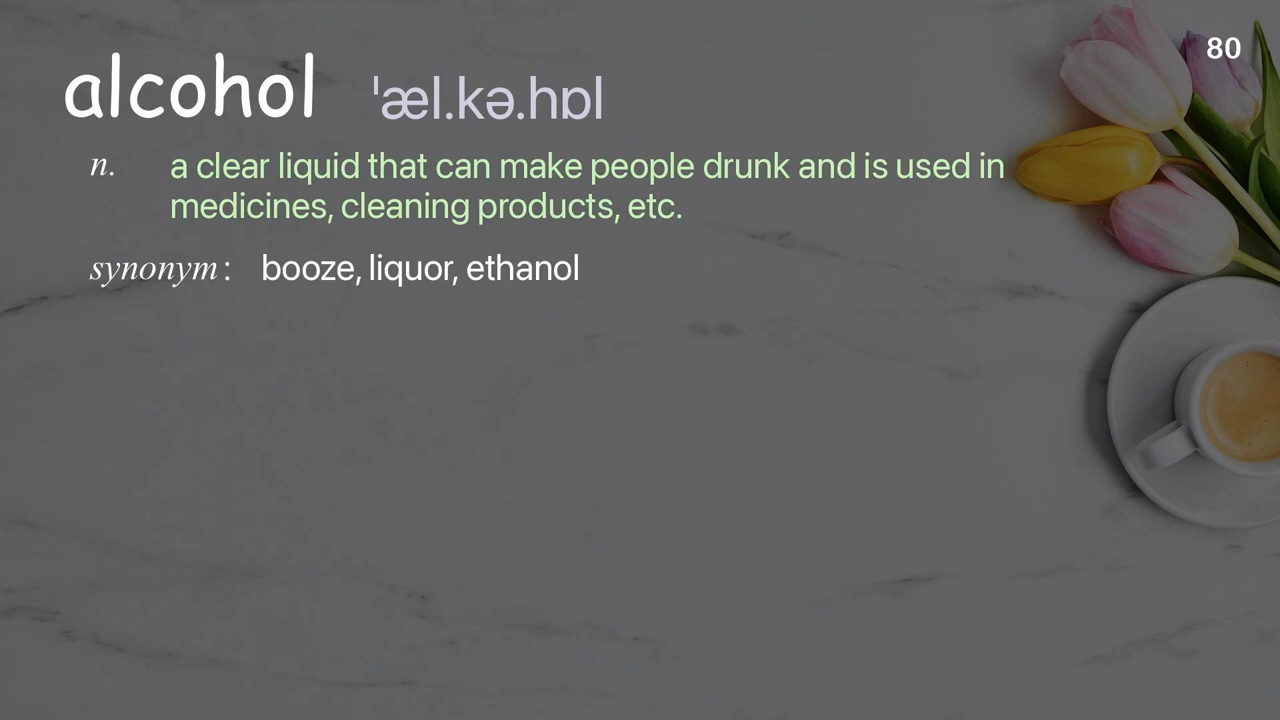 80
alcohol ˈæl.kə.hɒl
n. a clear liquid that can make people drunk and is used in
medicines, cleaning products, etc.
synonym: booze, liquor, ethanol